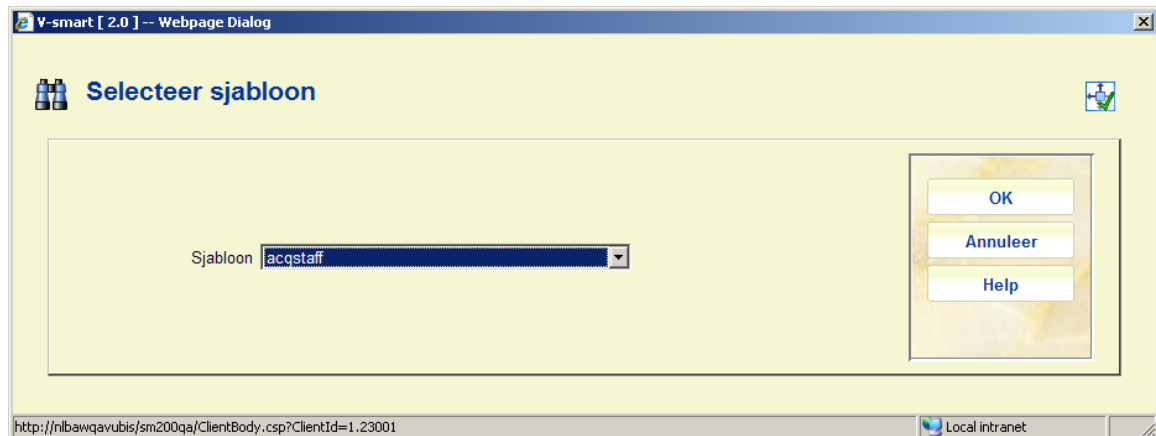 V-smart [ 2.0 ] -- Webpage Dialog
Selecteer sjabloon
Sjabloon acqstaff
OK
Annuleer
Help
http://nlbawqavubis/sm200qa/ClientBody.csp?ClientId=1.23001
Local intranet